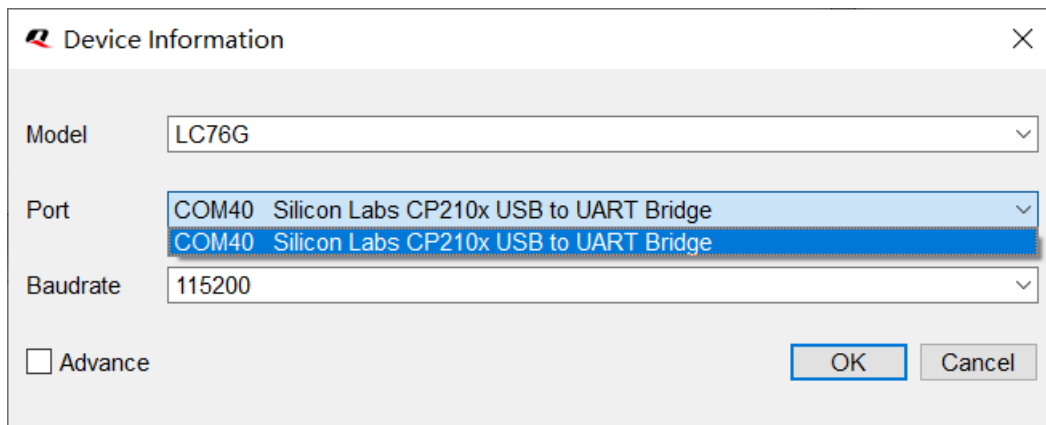 Device Information
Model LC76G
Port COM40 Silicon Labs CP210x USB to UART Bridge
COM40 Silicon Labs CP210x USB to UART Bridge
Baudrate 115200
Advance OK Cancel